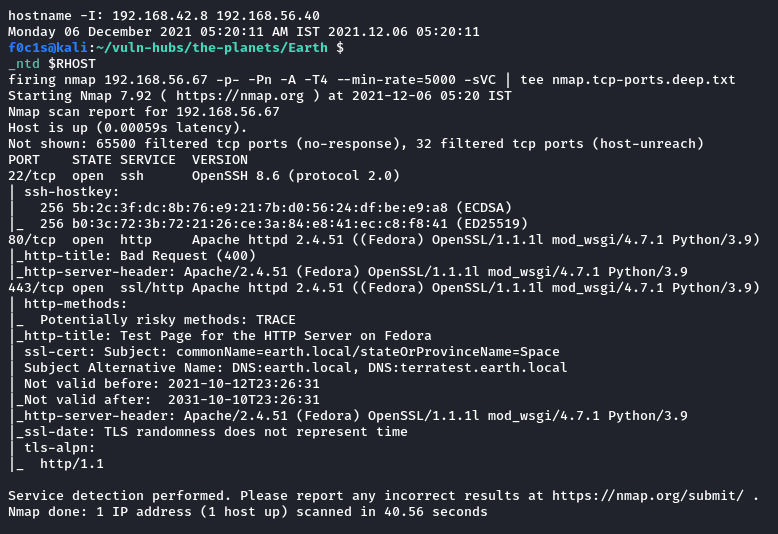 hostname -I: 192.168.42.8 192.168.56.40
Monday 06 December 2021 05:20:11 AM IST 2021.12.06 05:20:11
f0c1s@kali:~/vuln-hubs/the-planets/Earth $
_ntd $RHOST
firing nmap 192.168.56.67 -p- -Pn -A -T4 --min-rate=5000 -sVC | tee nmap.tcp-ports.deep.txt
Starting Nmap 7.92 ( https://nmap.org ) at 2021-12-06 05:20 IST
Nmap scan report for 192.168.56.67
Host is up (0.00059s latency).
Not shown: 65500 filtered tcp ports (no-response), 32 filtered tcp ports (host-unreach)
PORT    STATE SERVICE  VERSION
22/tcp  open  ssh      OpenSSH 8.6 (protocol 2.0)
| ssh-hostkey:
|   256 5b:2c:3f:dc:8b:76:e9:21:7b:d0:56:24:df:be:e9:a8 (ECDSA)
|_  256 b0:3c:72:3b:72:21:26:ce:3a:84:e8:41:ec:c8:f8:41 (ED25519)
80/tcp  open  http     Apache httpd 2.4.51 ((Fedora) OpenSSL/1.1.1l mod_wsgi/4.7.1 Python/3.9)
|_http-title: Bad Request (400)
|_http-server-header: Apache/2.4.51 (Fedora) OpenSSL/1.1.1l mod_wsgi/4.7.1 Python/3.9
443/tcp open  ssl/http Apache httpd 2.4.51 ((Fedora) OpenSSL/1.1.1l mod_wsgi/4.7.1 Python/3.9)
| http-methods:
|_  Potentially risky methods: TRACE
|_http-title: Test Page for the HTTP Server on Fedora
| ssl-cert: Subject: commonName=earth.local/stateOrProvinceName=Space
| Subject Alternative Name: DNS:earth.local, DNS:terratest.earth.local
| Not valid before: 2021-10-12T23:26:31
|_Not valid after:  2031-10-10T23:26:31
|_http-server-header: Apache/2.4.51 (Fedora) OpenSSL/1.1.1l mod_wsgi/4.7.1 Python/3.9
|_ssl-date: TLS randomness does not represent time
| tls-alpn:
|_  http/1.1
Service detection performed. Please report any incorrect results at https://nmap.org/submit/ .
Nmap done: 1 IP address (1 host up) scanned in 40.56 seconds